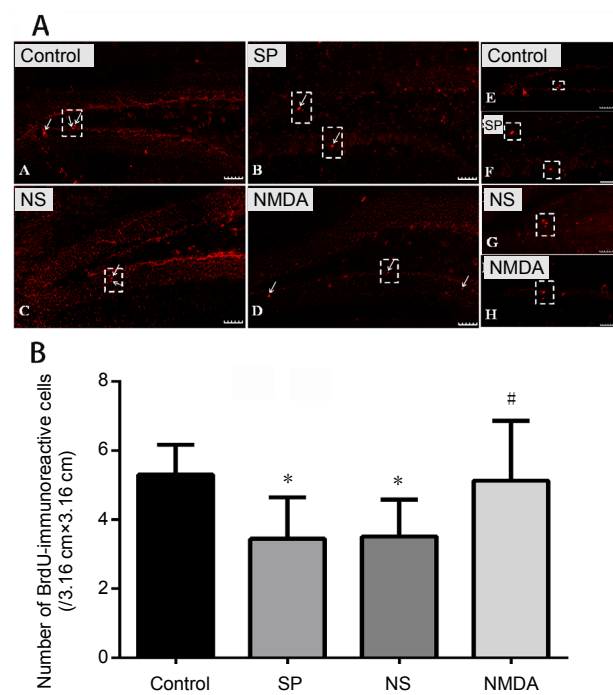 A
Control
SP
Control
E
SP
A
B
F
NS
NMDA
NS
G
NMDA
C
D
H
B
Number of BrdU-immunoreactive cells
(/3.16 cm×3.16 cm)
8
6
4
2
0
*
*
#
Control
SP
NS
NMDA